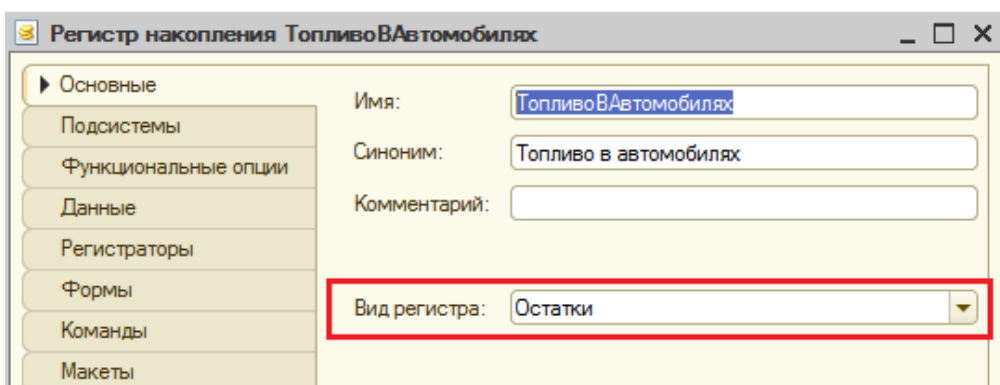 Регистр накопления ТопливоВАвтомобилях
Основные
Подсистемы
Функциональные опции
Данные
Регистраторы
Формы
Команды
Макеты
Имя: ТопливоВАвтомобилях
Синоним: Топливо в автомобилях
Комментарий:
Вид регистра: Остатки